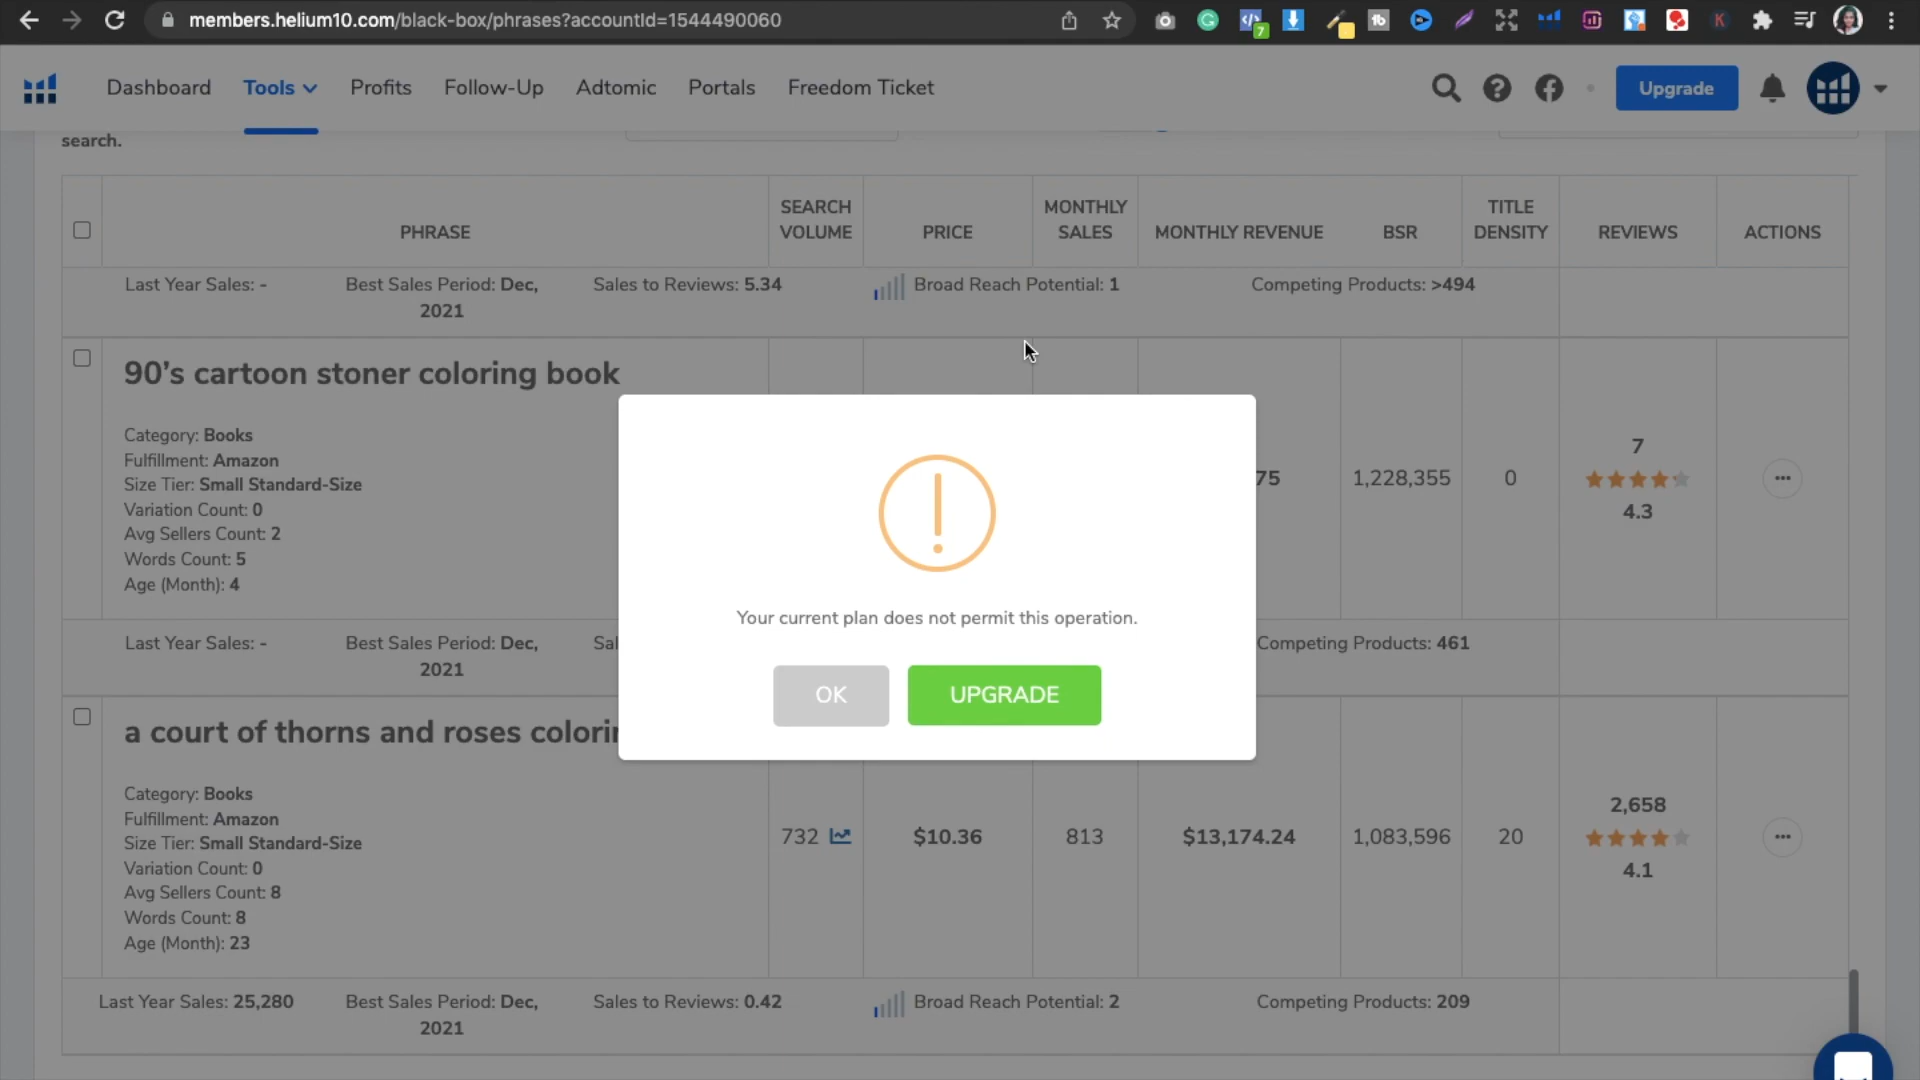 members.helium10.com/black-box/phrases?accountId=1544490060
7
Dashboard
Tools
Profits
Follow-Up
Adtomic
Portals
Freedom Ticket
Upgrade
search.
PHRASE
SEARCH
VOLUME
PRICE
MONTHLY
SALES
MONTHLY REVENUE
BSR
TITLE
DENSITY
REVIEWS
ACTIONS
Last Year Sales: -
Best Sales Period: Dec,
2021
Sales to Reviews: 5.34
Broad Reach Potential: 1
Competing Products: >494
90’s cartoon stoner coloring book
Category: Books
Fulfillment: Amazon
Size Tier: Small Standard-Size
Variation Count: 0
Avg Sellers Count: 2
Words Count: 5
Age (Month): 4
75
1,228,355
0
7
4.3
Your current plan does not permit this operation.
OK
UPGRADE
Last Year Sales: -
Best Sales Period: Dec,
2021
Sal
Competing Products: 461
a court of thorns and roses colorin
Category: Books
Fulfillment: Amazon
Size Tier: Small Standard-Size
Variation Count: 0
Avg Sellers Count: 8
Words Count: 8
Age (Month): 23
732
$10.36
813
$13,174.24
1,083,596
20
2,658
4.1
Last Year Sales: 25,280
Best Sales Period: Dec,
2021
Sales to Reviews: 0.42
Broad Reach Potential: 2
Competing Products: 209